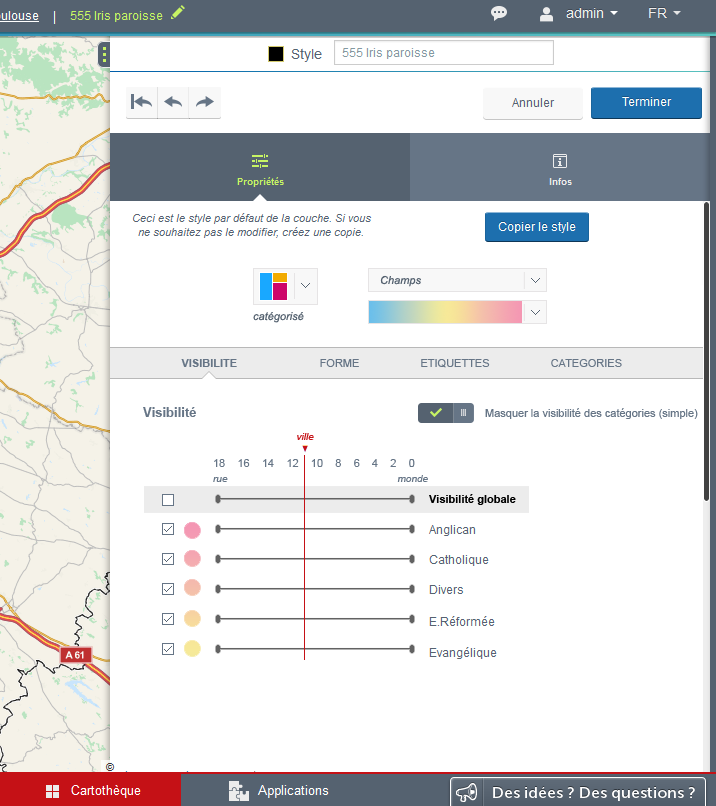 oulouse | 555 Iris paroisse
admin
FR
Style 555 Iris paroisse
Annuler
Terminer
Propriétés
Infos
Ceci est le style par défaut de la couche. Si vous
ne souhaitez pas le modifier, créez une copie.
Copier le style
Champs
catégorisé
VISIBILITE FORME ETIQUETTES CATEGORIES
Visibilité
Masquer la visibilité des catégories (simple)
ville
18 16 14 12 10 8 6 4 2 0
rue monde
Visibilité globale
Anglican
Catholique
Divers
E.Réformée
Evangélique
A 61
©
Cartothèque
Applications
Des idées ? Des questions ?